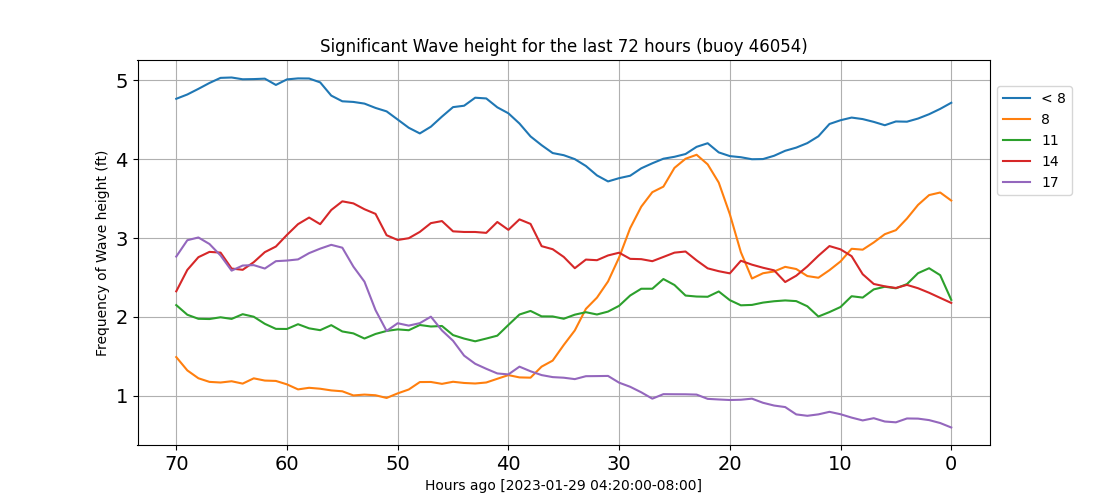 Significant Wave height for the last 72 hours (buoy 46054)
Frequency of Wave height (ft)
5
4
3
2
1
70 60 50 40 30 20 10 0
Hours ago [2023-01-29 04:20:00-08:00]
< 8
8
11
14
17